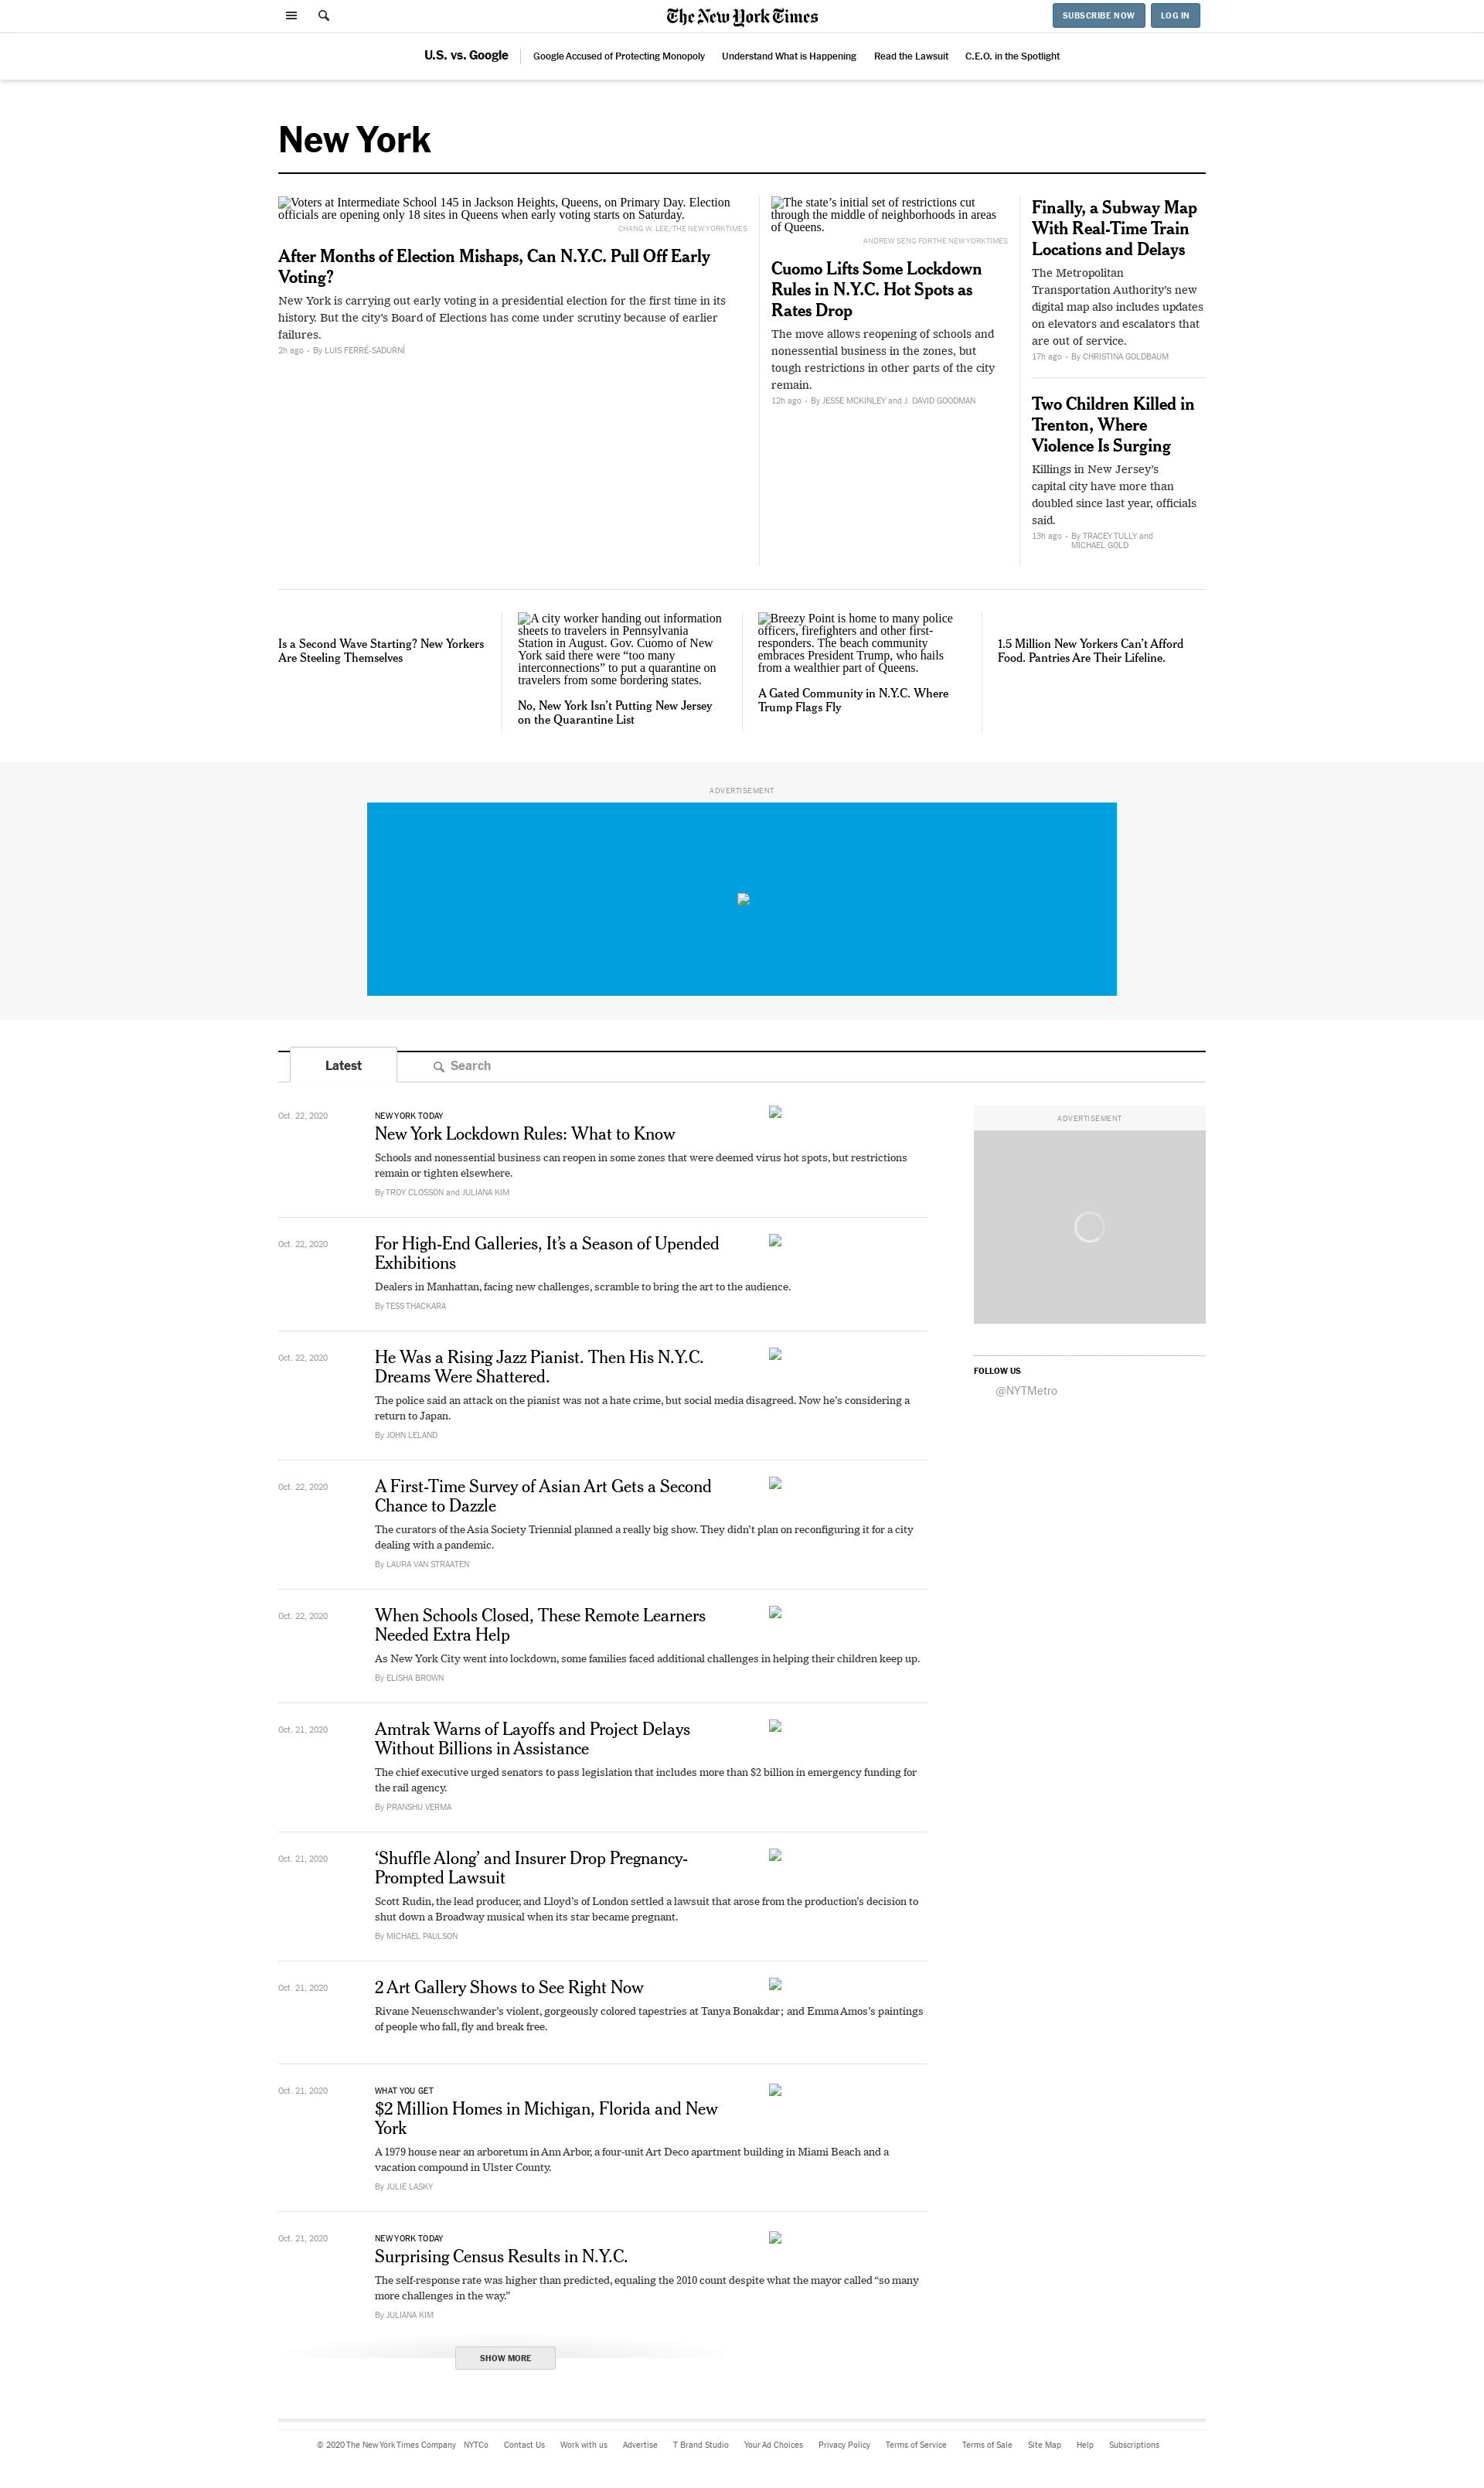 The New York Times
SUBSCRIBE NOW
LOG IN
U.S. vs. Google
Google Accused of Protecting Monopoly
Understand What is Happening
Read the Lawsuit
C.E.O. in the Spotlight
New York
Voters at Intermediate School 145 in Jackson Heights, Queens, on Primary Day. Election
officials are opening only 18 sites in Queens when early voting starts on Saturday.
CHANG W. LEE/THE NEW YORK TIMES
After Months of Election Mishaps, Can N.Y.C. Pull Off Early
Voting?
New York is carrying out early voting in a presidential election for the first time in its
history. But the city’s Board of Elections has come under scrutiny because of earlier
failures.
2h ago • By LUIS FERRÉ-SADURNÍ
The state’s initial set of restrictions cut
through the middle of neighborhoods in areas
of Queens.
ANDREW SENG FOR THE NEW YORK TIMES
Cuomo Lifts Some Lockdown
Rules in N.Y.C. Hot Spots as
Rates Drop
The move allows reopening of schools and
nonessential business in the zones, but
tough restrictions in other parts of the city
remain.
12h ago • By JESSE MCKINLEY and J. DAVID GOODMAN
Finally, a Subway Map
With Real-Time Train
Locations and Delays
The Metropolitan
Transportation Authority’s new
digital map also includes updates
on elevators and escalators that
are out of service.
17h ago • By CHRISTINA GOLDBAUM
Two Children Killed in
Trenton, Where
Violence Is Surging
Killings in New Jersey’s
capital city have more than
doubled since last year, officials
said.
13h ago • By TRACEY TULLY and
MICHAEL GOLD
Is a Second Wave Starting? New Yorkers
Are Steeling Themselves
A city worker handing out information
sheets to travelers in Pennsylvania
Station in August. Gov. Cuomo of New
York said there were “too many
interconnections” to put a quarantine on
travelers from some bordering states.
No, New York Isn’t Putting New Jersey
on the Quarantine List
Breezy Point is home to many police
officers, firefighters and other first-
responders. The beach community
embraces President Trump, who hails
from a wealthier part of Queens.
A Gated Community in N.Y.C. Where
Trump Flags Fly
1.5 Million New Yorkers Can’t Afford
Food. Pantries Are Their Lifeline.
ADVERTISEMENT
Latest
Search
Oct. 22, 2020
NEW YORK TODAY
New York Lockdown Rules: What to Know
Schools and nonessential business can reopen in some zones that were deemed virus hot spots, but restrictions
remain or tighten elsewhere.
By TROY CLOSSON and JULIANA KIM
ADVERTISEMENT
FOLLOW US
@NYTMetro
Oct. 22, 2020
For High-End Galleries, It’s a Season of Upended
Exhibitions
Dealers in Manhattan, facing new challenges, scramble to bring the art to the audience.
By TESS THACKARA
Oct. 22, 2020
He Was a Rising Jazz Pianist. Then His N.Y.C.
Dreams Were Shattered.
The police said an attack on the pianist was not a hate crime, but social media disagreed. Now he’s considering a
return to Japan.
By JOHN LELAND
Oct. 22, 2020
A First-Time Survey of Asian Art Gets a Second
Chance to Dazzle
The curators of the Asia Society Triennial planned a really big show. They didn’t plan on reconfiguring it for a city
dealing with a pandemic.
By LAURA VAN STRAATEN
Oct. 22, 2020
When Schools Closed, These Remote Learners
Needed Extra Help
As New York City went into lockdown, some families faced additional challenges in helping their children keep up.
By ELISHA BROWN
Oct. 21, 2020
Amtrak Warns of Layoffs and Project Delays
Without Billions in Assistance
The chief executive urged senators to pass legislation that includes more than $2 billion in emergency funding for
the rail agency.
By PRANSHU VERMA
Oct. 21, 2020
‘Shuffle Along’ and Insurer Drop Pregnancy-
Prompted Lawsuit
Scott Rudin, the lead producer, and Lloyd’s of London settled a lawsuit that arose from the production’s decision to
shut down a Broadway musical when its star became pregnant.
By MICHAEL PAULSON
Oct. 21, 2020
2 Art Gallery Shows to See Right Now
Rivane Neuenschwander’s violent, gorgeously colored tapestries at Tanya Bonakdar; and Emma Amos’s paintings
of people who fall, fly and break free.
Oct. 21, 2020
WHAT YOU GET
$2 Million Homes in Michigan, Florida and New
York
A 1979 house near an arboretum in Ann Arbor, a four-unit Art Deco apartment building in Miami Beach and a
vacation compound in Ulster County.
By JULIE LASKY
Oct. 21, 2020
NEW YORK TODAY
Surprising Census Results in N.Y.C.
The self-response rate was higher than predicted, equaling the 2010 count despite what the mayor called “so many
more challenges in the way.”
By JULIANA KIM
SHOW MORE
© 2020 The New York Times Company NYTCo Contact Us Work with us Advertise T Brand Studio Your Ad Choices Privacy Policy Terms of Service Terms of Sale Site Map Help Subscriptions